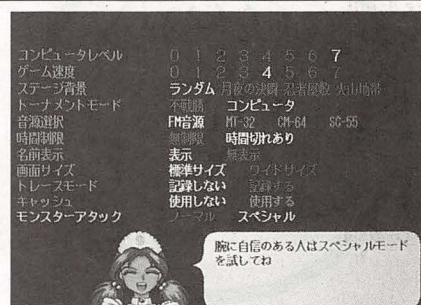 コンピュータレベル 0 1 2 3 4 5 6 7
ゲーム速度 0 1 2 3 4 5 6 7
ステージ背景 ランダム 月夜の決闘 忍者屋敷 火山地帯
トーナメントモード 不戦勝 コンピュータ
音源選択 FM音源 MT-32 CM-64 SC-55
時間制限 無制限 時間切れあり
名前表示 表示 無表示
画面サイズ 標準サイズ ワイドサイズ
トレースモード 記録しない 記録する
キャッシュ 使用しない 使用する
モンスターアタック ノーマル スペシャル
腕に自信のある人はスペシャルモード
を試してね